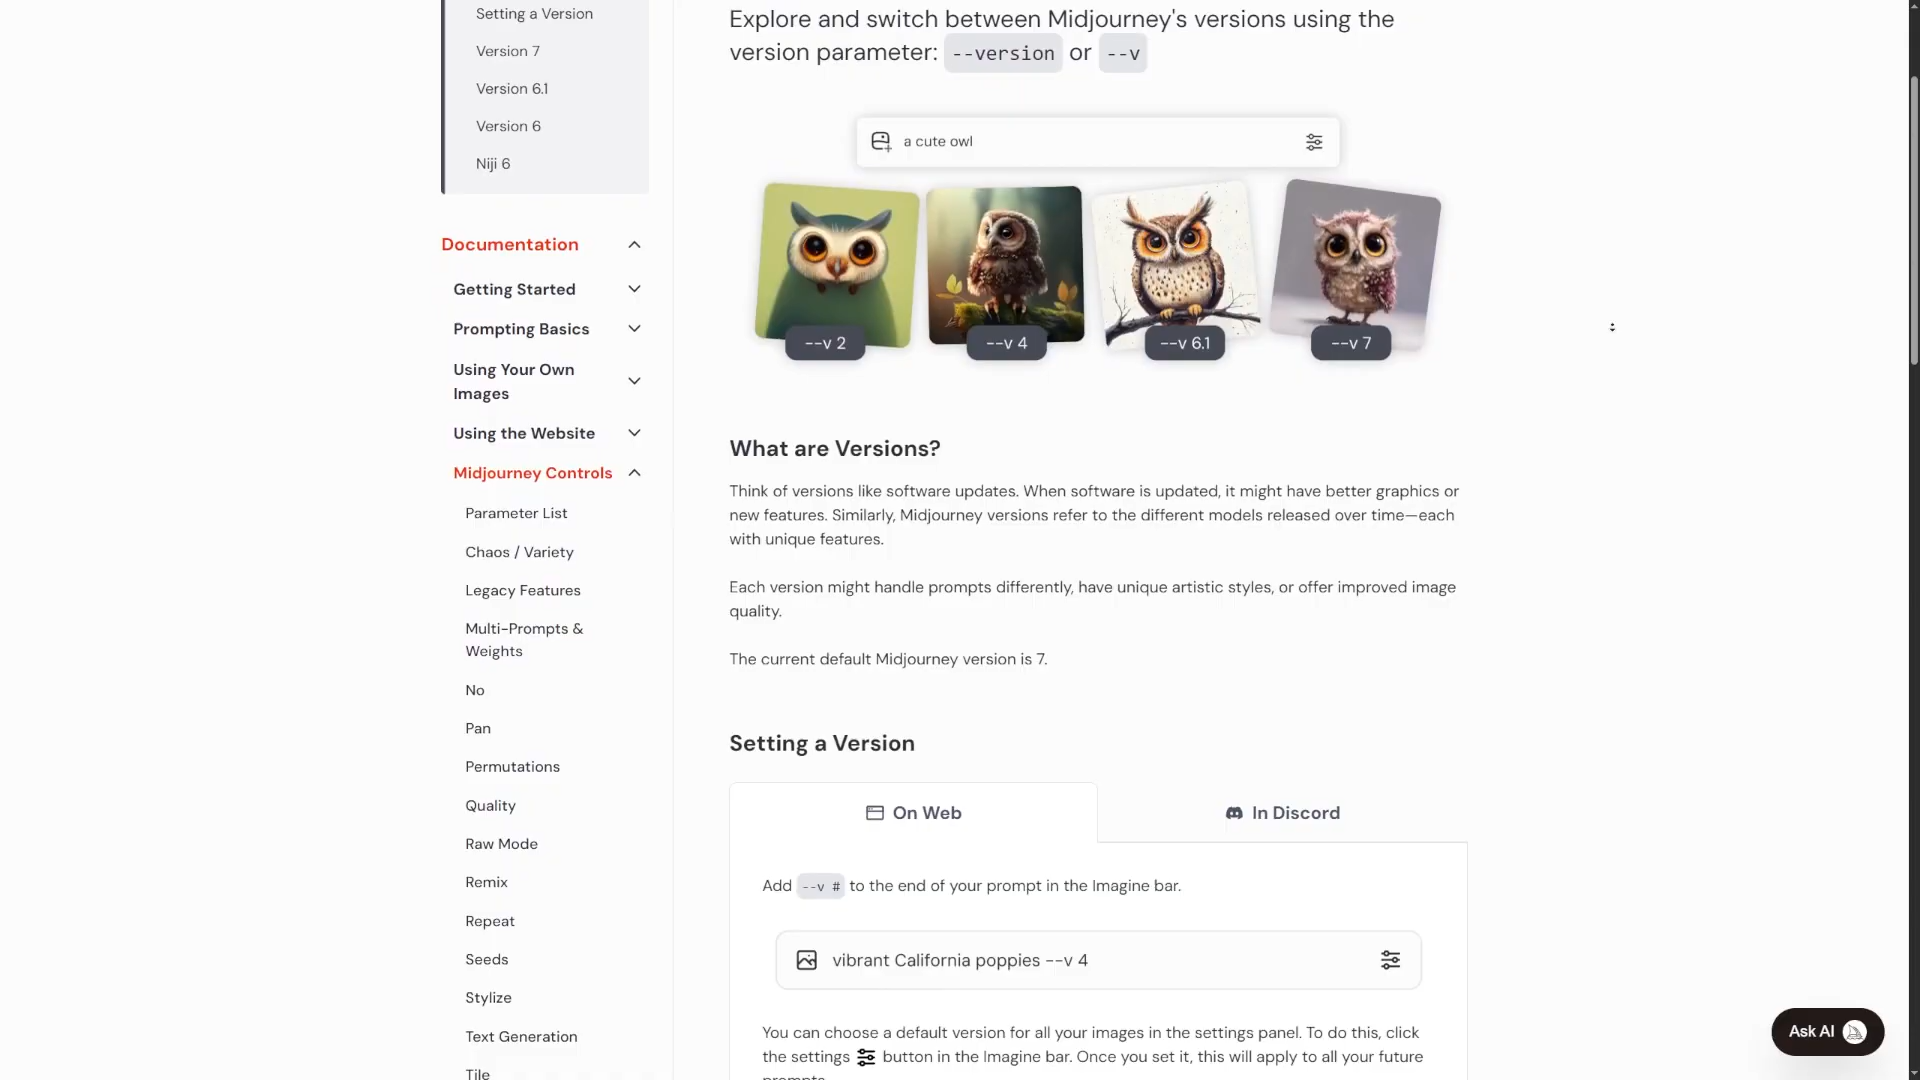 Setting a Version
Version 7
Version 6.1
Version 6
Niji 6
Documentation
Getting Started
Prompting Basics
Using Your Own
Images
Using the Website
Midjourney Controls
Parameter List
Chaos / Variety
Legacy Features
Multi-Prompts &
Weights
No
Pan
Permutations
Quality
Raw Mode
Remix
Repeat
Seeds
Stylize
Text Generation
Tile
Explore and switch between Midjourney's versions using the
version parameter: --version or --v
a cute owl
--v 2
--v 4
--v 6.1
--v 7
What are Versions?
Think of versions like software updates. When software is updated, it might have better graphics or
new features. Similarly, Midjourney versions refer to the different models released over time—each
with unique features.
Each version might handle prompts differently, have unique artistic styles, or offer improved image
quality.
The current default Midjourney version is 7.
Setting a Version
On Web
In Discord
Add --v # to the end of your prompt in the Imagine bar.
vibrant California poppies --v 4
You can choose a default version for all your images in the settings panel. To do this, click
the settings button in the Imagine bar. Once you set it, this will apply to all your future
prompts.
Ask AI